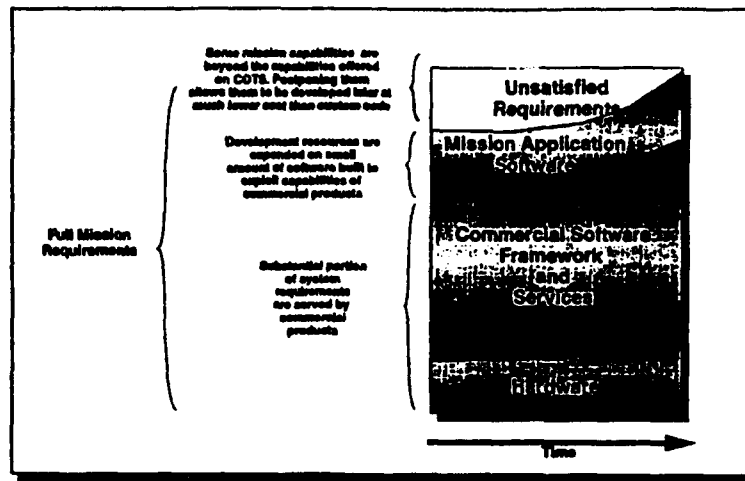 Some mission capabilities are
beyond the capabilities offered
on COTS. Postponing them
allows them to be developed later at
much lower cost than custom code
Development resources are
expended on small
amount of software built to
exploit capabilities of
commercial products
Full Mission
Requirements
Substantial portion
of system
requirements
are served by
commercial
products
Unsatisfied
Requirements
Mission Application
Software
Commercial Software
Framework
and
Services
Hardware
Time